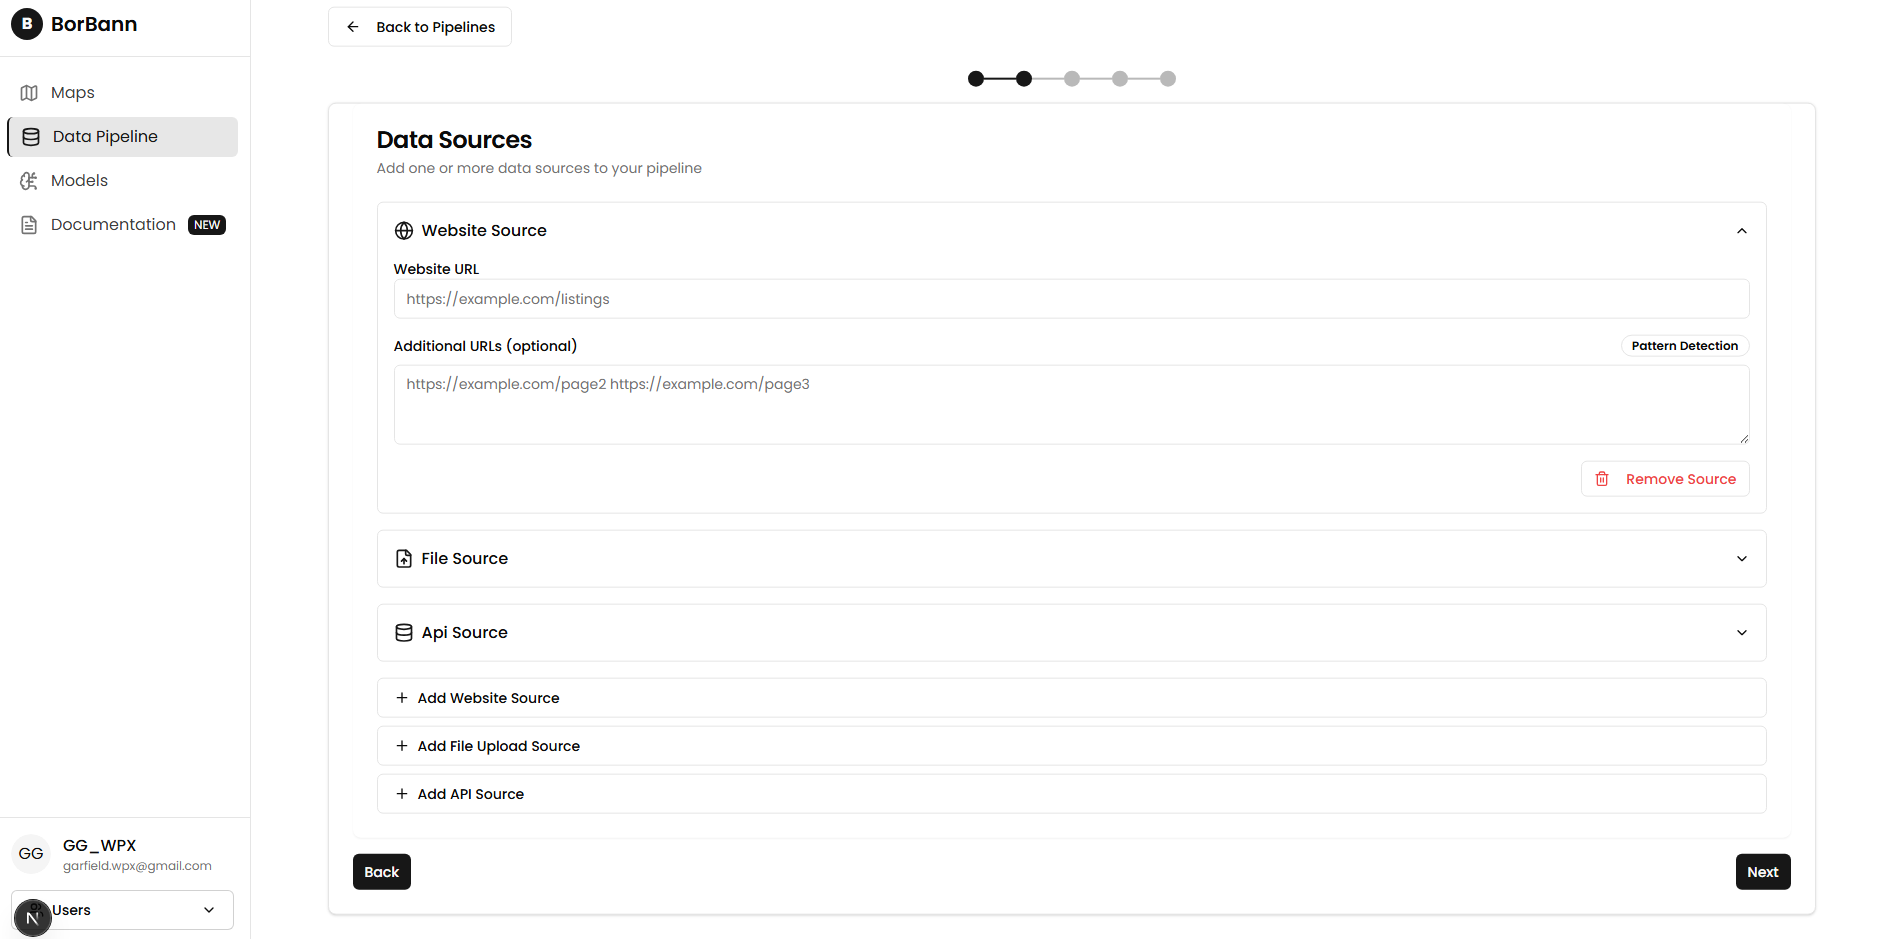 B BorBann
Maps
Data Pipeline
Models
Documentation NEW
GG GG_WPX
garfield.wpx@gmail.com
Users
N
Back to Pipelines
Data Sources
Add one or more data sources to your pipeline
Website Source
Website URL
https://example.com/listings
Additional URLs (optional) Pattern Detection
https://example.com/page2 https://example.com/page3
Remove Source
File Source
Api Source
Add Website Source
Add File Upload Source
Add API Source
Back Next